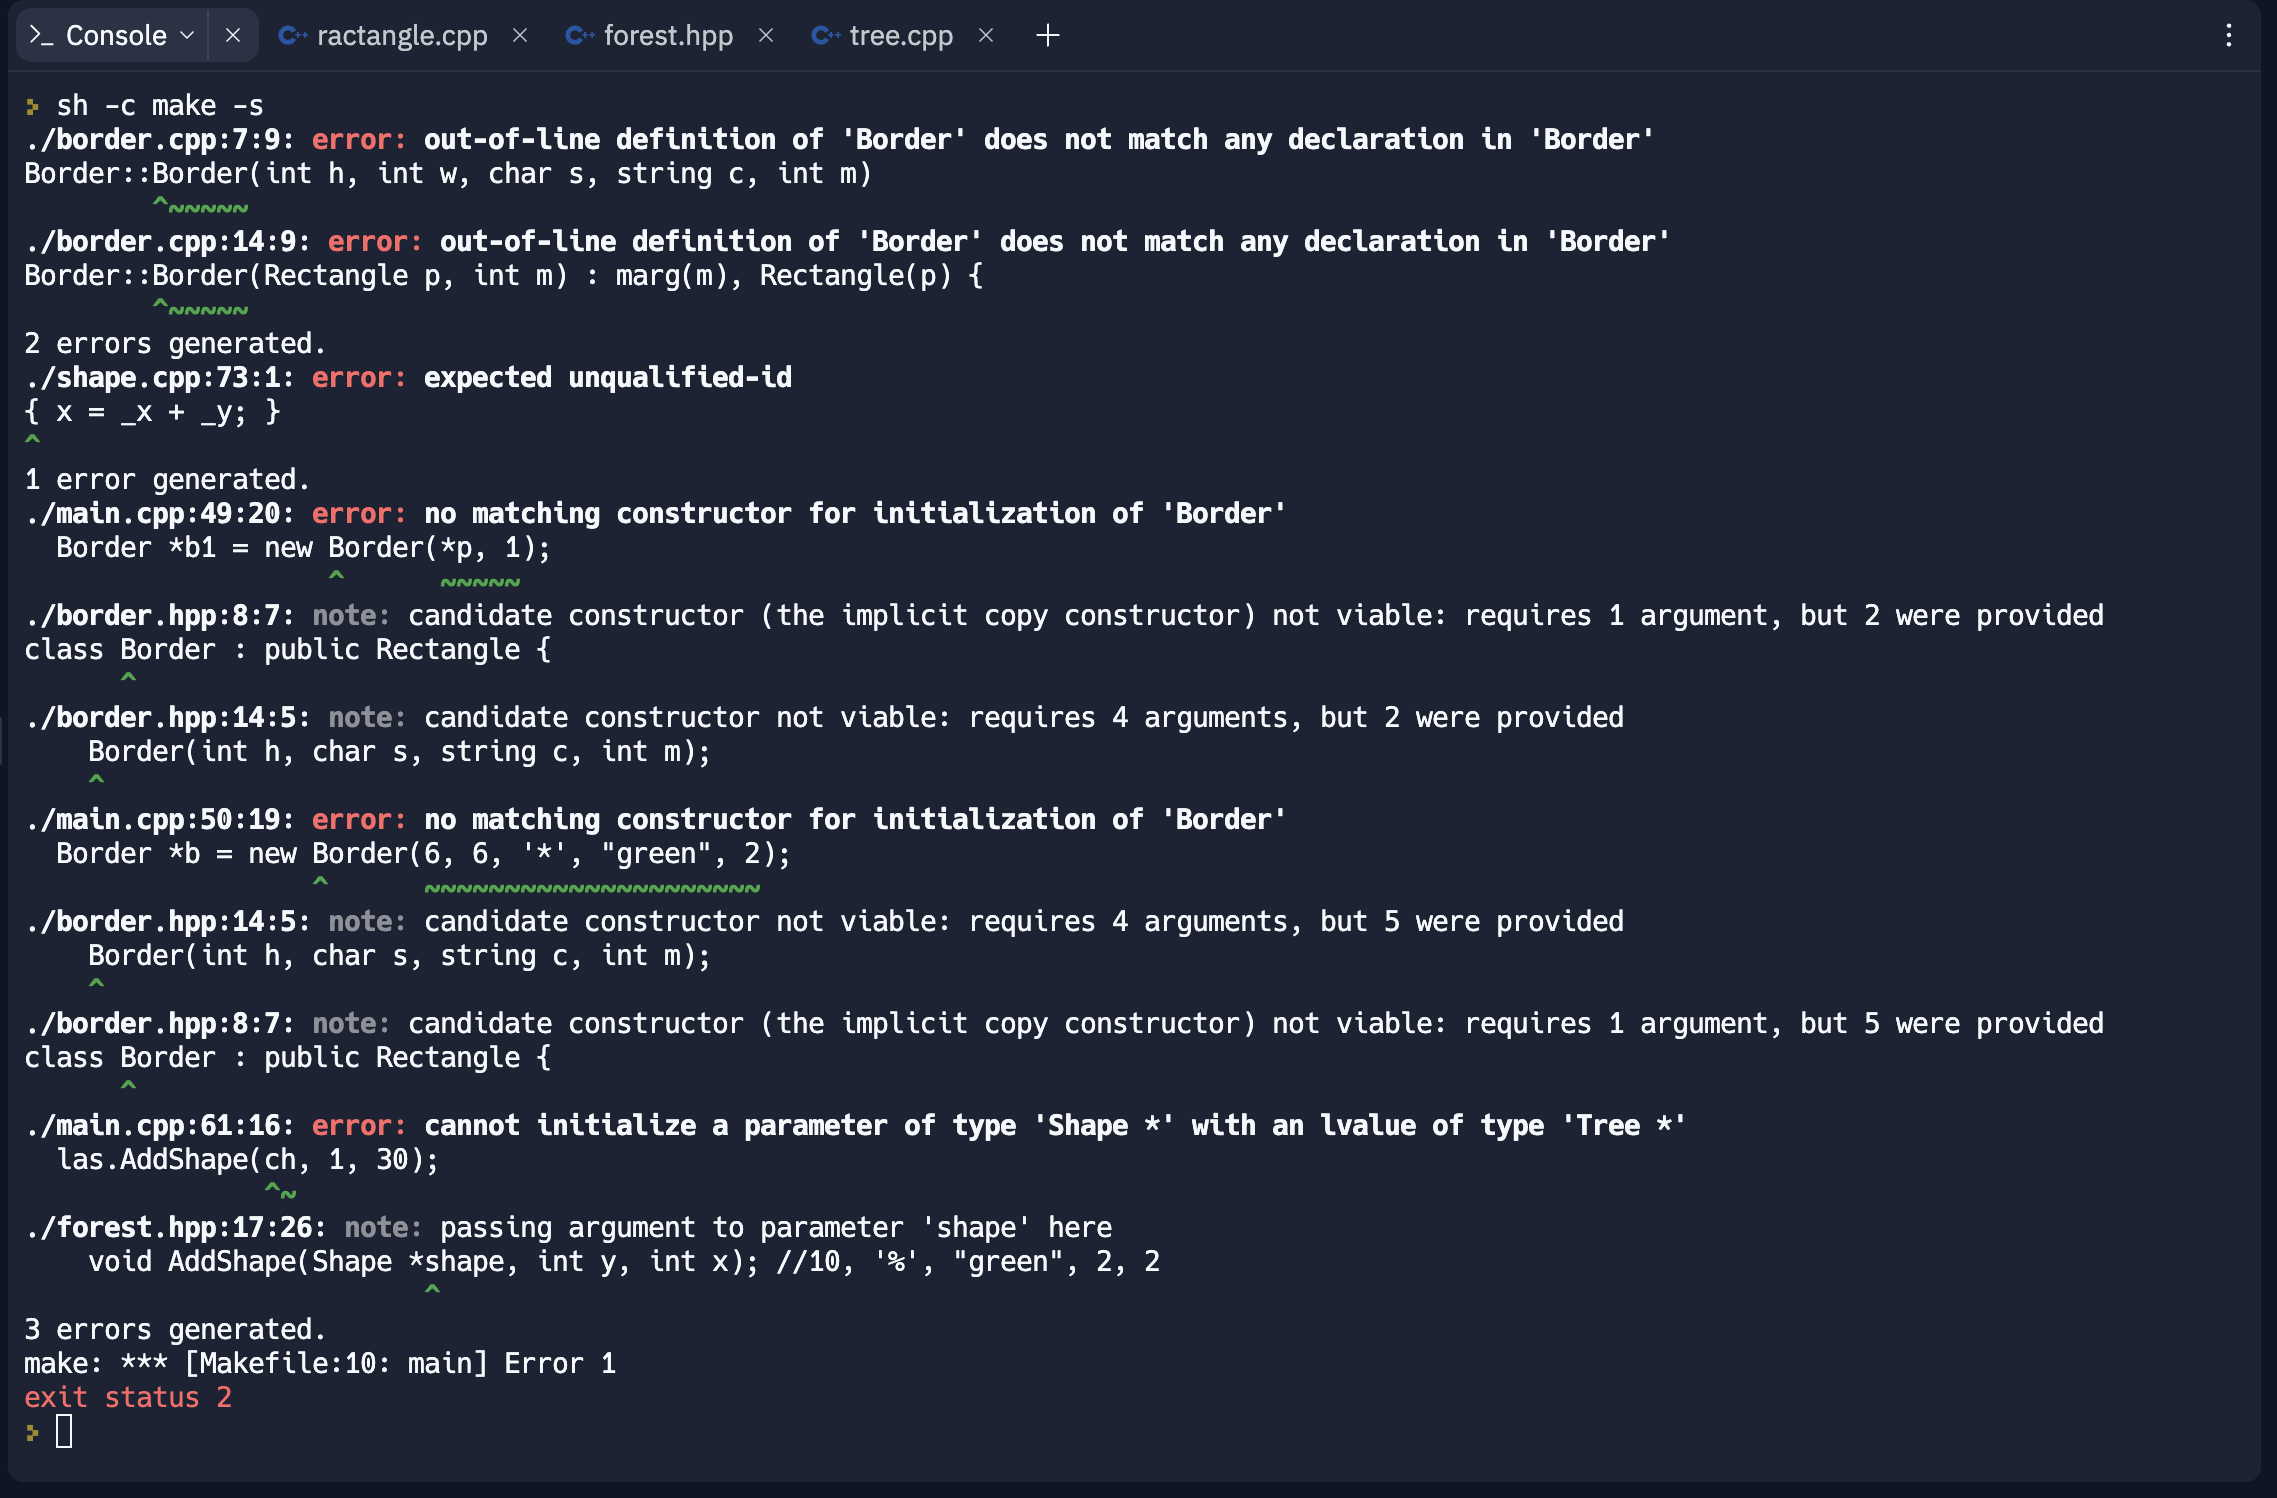 >_ Console
ractangle.cpp
forest.hpp
tree.cpp
sh -c make -s
./border.cpp:7:9: error: out-of-line definition of 'Border' does not match any declaration in 'Border'
Border::Border(int h, int w, char s, string c, int m)
        ^~~~~~
./border.cpp:14:9: error: out-of-line definition of 'Border' does not match any declaration in 'Border'
Border::Border(Rectangle p, int m) : marg(m), Rectangle(p) {
        ^~~~~~
2 errors generated.
./shape.cpp:73:1: error: expected unqualified-id
{ x = _x + _y; }
^
1 error generated.
./main.cpp:49:20: error: no matching constructor for initialization of 'Border'
  Border *b1 = new Border(*p, 1);
                   ^      ~~~~~
./border.hpp:8:7: note: candidate constructor (the implicit copy constructor) not viable: requires 1 argument, but 2 were provided
class Border : public Rectangle {
      ^
./border.hpp:14:5: note: candidate constructor not viable: requires 4 arguments, but 2 were provided
    Border(int h, char s, string c, int m);
    ^
./main.cpp:50:19: error: no matching constructor for initialization of 'Border'
  Border *b = new Border(6, 6, '*', "green", 2);
                  ^      ~~~~~~~~~~~~~~~~~~~~~
./border.hpp:14:5: note: candidate constructor not viable: requires 4 arguments, but 5 were provided
    Border(int h, char s, string c, int m);
    ^
./border.hpp:8:7: note: candidate constructor (the implicit copy constructor) not viable: requires 1 argument, but 5 were provided
class Border : public Rectangle {
      ^
./main.cpp:61:16: error: cannot initialize a parameter of type 'Shape *' with an lvalue of type 'Tree *'
  las.AddShape(ch, 1, 30);
               ^~
./forest.hpp:17:26: note: passing argument to parameter 'shape' here
    void AddShape(Shape *shape, int y, int x); //10, '%', "green", 2, 2
                         ^
3 errors generated.
make: *** [Makefile:10: main] Error 1
exit status 2